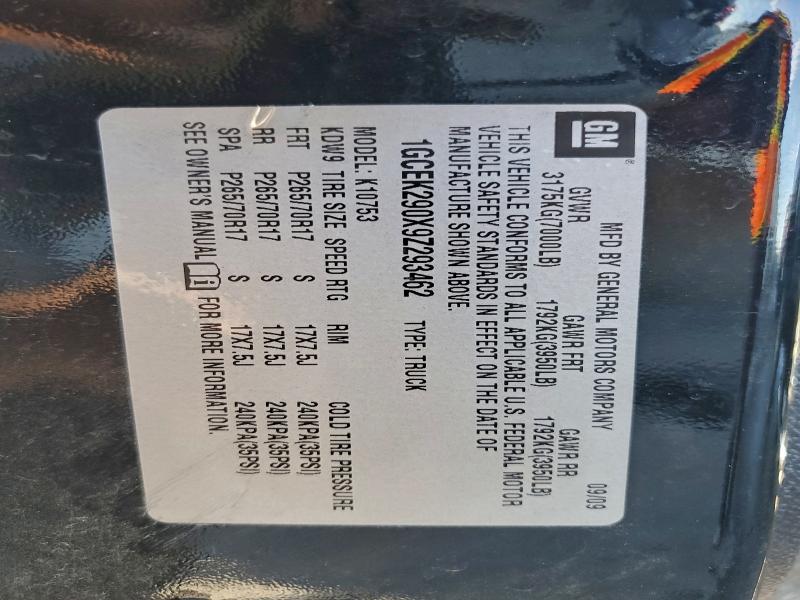 GM®
MFD BY GENERAL MOTORS COMPANY 09/09
GVWR GAWR FRT GAWR RR
3175KG(7000LB) 1792KG(3950LB) 1792KG(3950LB)
THIS VEHICLE CONFORMS TO ALL APPLICABLE U.S. FEDERAL MOTOR
VEHICLE SAFETY STANDARDS IN EFFECT ON THE DATE OF
MANUFACTURE SHOWN ABOVE.
1GCEK290X9Z293462 TYPE: TRUCK
MODEL: K10753
KDW9 TIRE SIZE SPEED RTG RIM COLD TIRE PRESSURE
FRT P265/70R17 S 17X7.5J 240KPA(35PSI)
RR P265/70R17 S 17X7.5J 240KPA(35PSI)
SPA P265/70R17 S 17X7.5J 240KPA(35PSI)
SEE OWNER'S MANUAL FOR MORE INFORMATION.